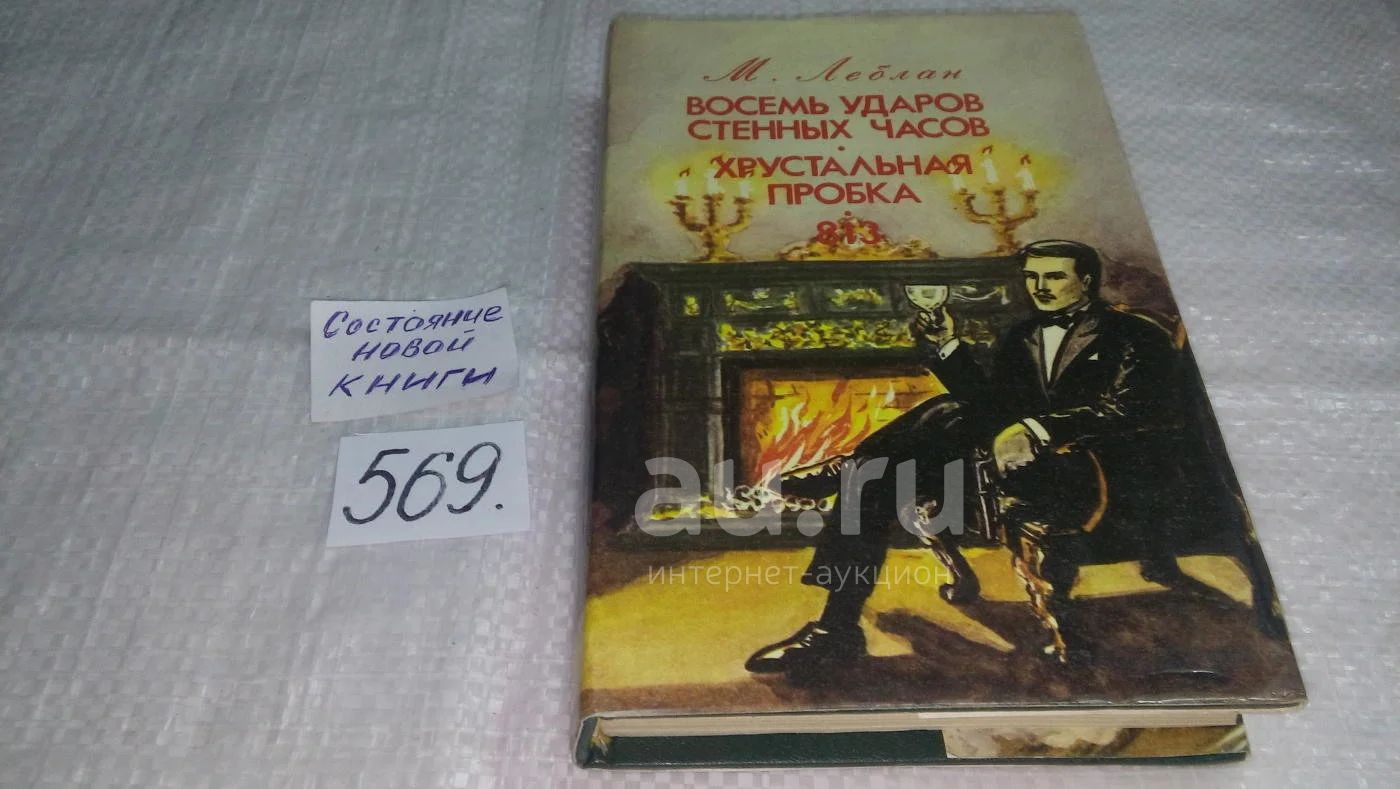 М. Леблан
ВОСЕМЬ УДАРОВ
СТЕННЫХ ЧАСОВ
•
ХРУСТАЛЬНАЯ
ПРОБКА
•
813
Состояние
новой
книги
569.
au.ru
интернет-аукцион